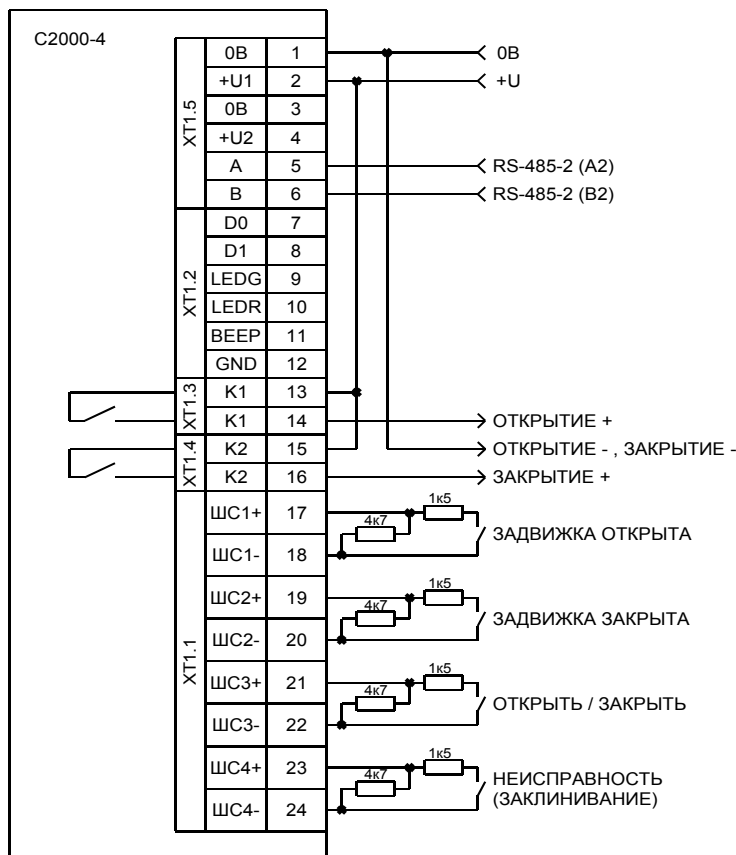 С2000-4
XT1.5
0В 1
0В
+U1 2
+U
0В 3
+U2 4
А 5
RS-485-2 (A2)
В 6
RS-485-2 (B2)
XT1.2
D0 7
D1 8
LEDG 9
LEDR 10
BEEP 11
GND 12
XT1.3
К1 13
К1 14
ОТКРЫТИЕ +
XT1.4
К2 15
ОТКРЫТИЕ - , ЗАКРЫТИЕ -
К2 16
ЗАКРЫТИЕ +
XT1.1
ШС1+ 17
4к7
1к5
ЗАДВИЖКА ОТКРЫТА
ШС1- 18
ШС2+ 19
4к7
1к5
ЗАДВИЖКА ЗАКРЫТА
ШС2- 20
ШС3+ 21
4к7
1к5
ОТКРЫТЬ / ЗАКРЫТЬ
ШС3- 22
ШС4+ 23
4к7
1к5
НЕИСПРАВНОСТЬ
(ЗАКЛИНИВАНИЕ)
ШС4- 24